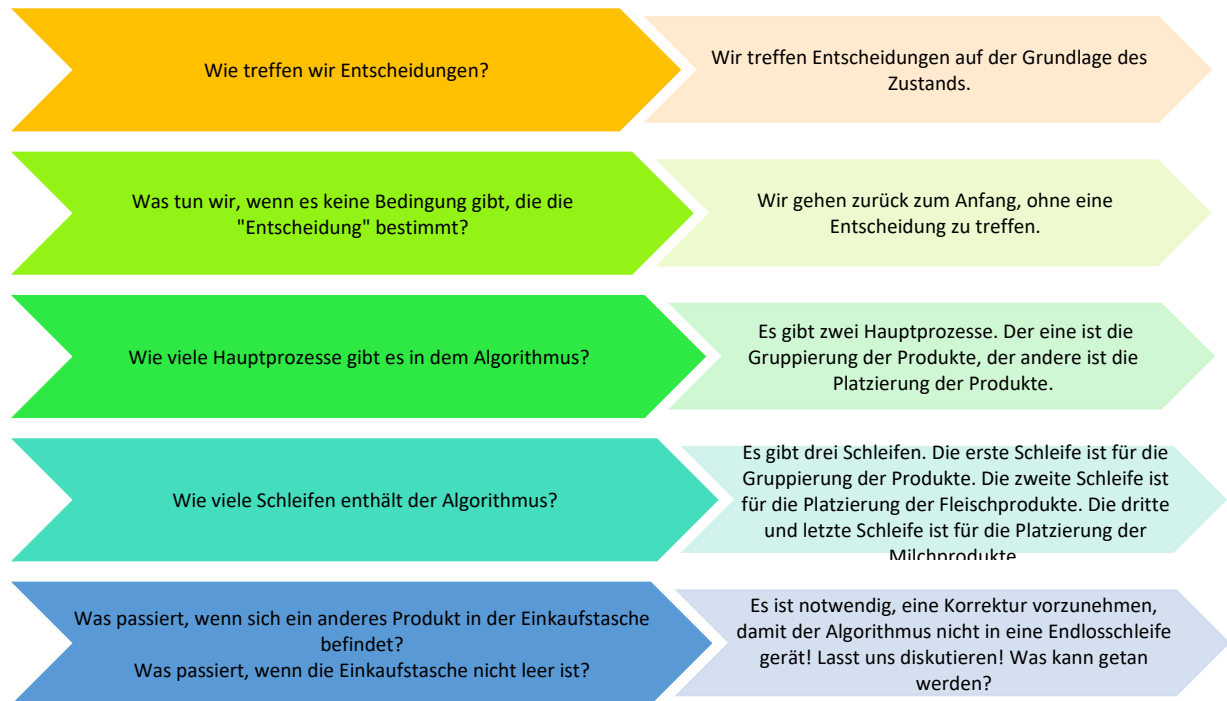 Wie treffen wir Entscheidungen?
Wir treffen Entscheidungen auf der Grundlage des
Zustands.
Was tun wir, wenn es keine Bedingung gibt, die die
"Entscheidung" bestimmt?
Wir gehen zurück zum Anfang, ohne eine
Entscheidung zu treffen.
Wie viele Hauptprozesse gibt es in dem Algorithmus?
Es gibt zwei Hauptprozesse. Der eine ist die
Gruppierung der Produkte, der andere ist die
Platzierung der Produkte.
Wie viele Schleifen enthält der Algorithmus?
Es gibt drei Schleifen. Die erste Schleife ist für die
Gruppierung der Produkte. Die zweite Schleife ist
für die Platzierung der Fleischprodukte. Die dritte
und letzte Schleife ist für die Platzierung der
Milchprodukte
Was passiert, wenn sich ein anderes Produkt in der Einkaufstasche
befindet?
Was passiert, wenn die Einkaufstasche nicht leer ist?
Es ist notwendig, eine Korrektur vorzunehmen,
damit der Algorithmus nicht in eine Endlosschleife
gerät! Lasst uns diskutieren! Was kann getan
werden?